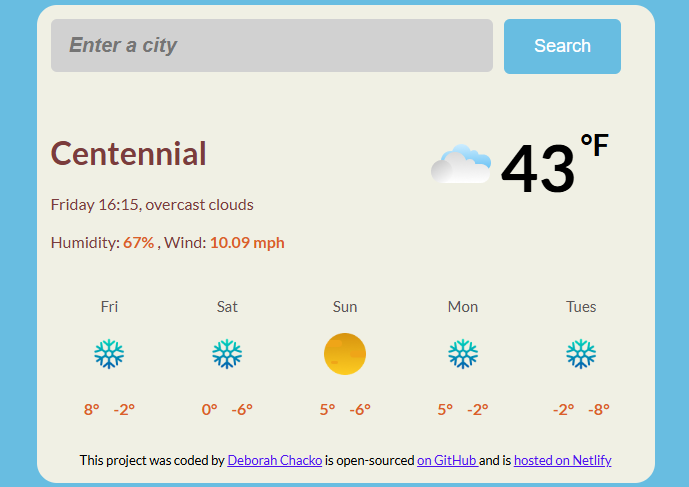 Enter a city Search
Centennial 43 °F
Friday 16:15, overcast clouds
Humidity: 67% , Wind: 10.09 mph
Fri Sat Sun Mon Tues
8° -2° 0° -6° 5° -6° 5° -2° -2° -8°
This project was coded by Deborah Chacko is open-sourced on GitHub and is hosted on Netlify